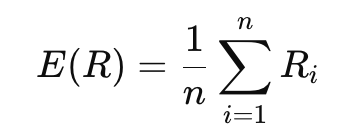 E(R) = \frac{1}{n} \sum_{i=1}^{n} R_i